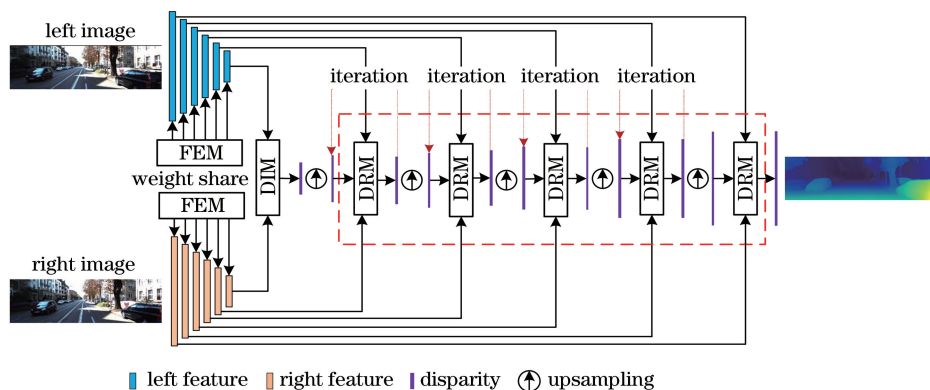 left image
FEM
weight share
FEM
right image
DIM
iteration
iteration
iteration
iteration
DRM
DRM
DRM
DRM
DRM
left feature
right feature
disparity
upsampling